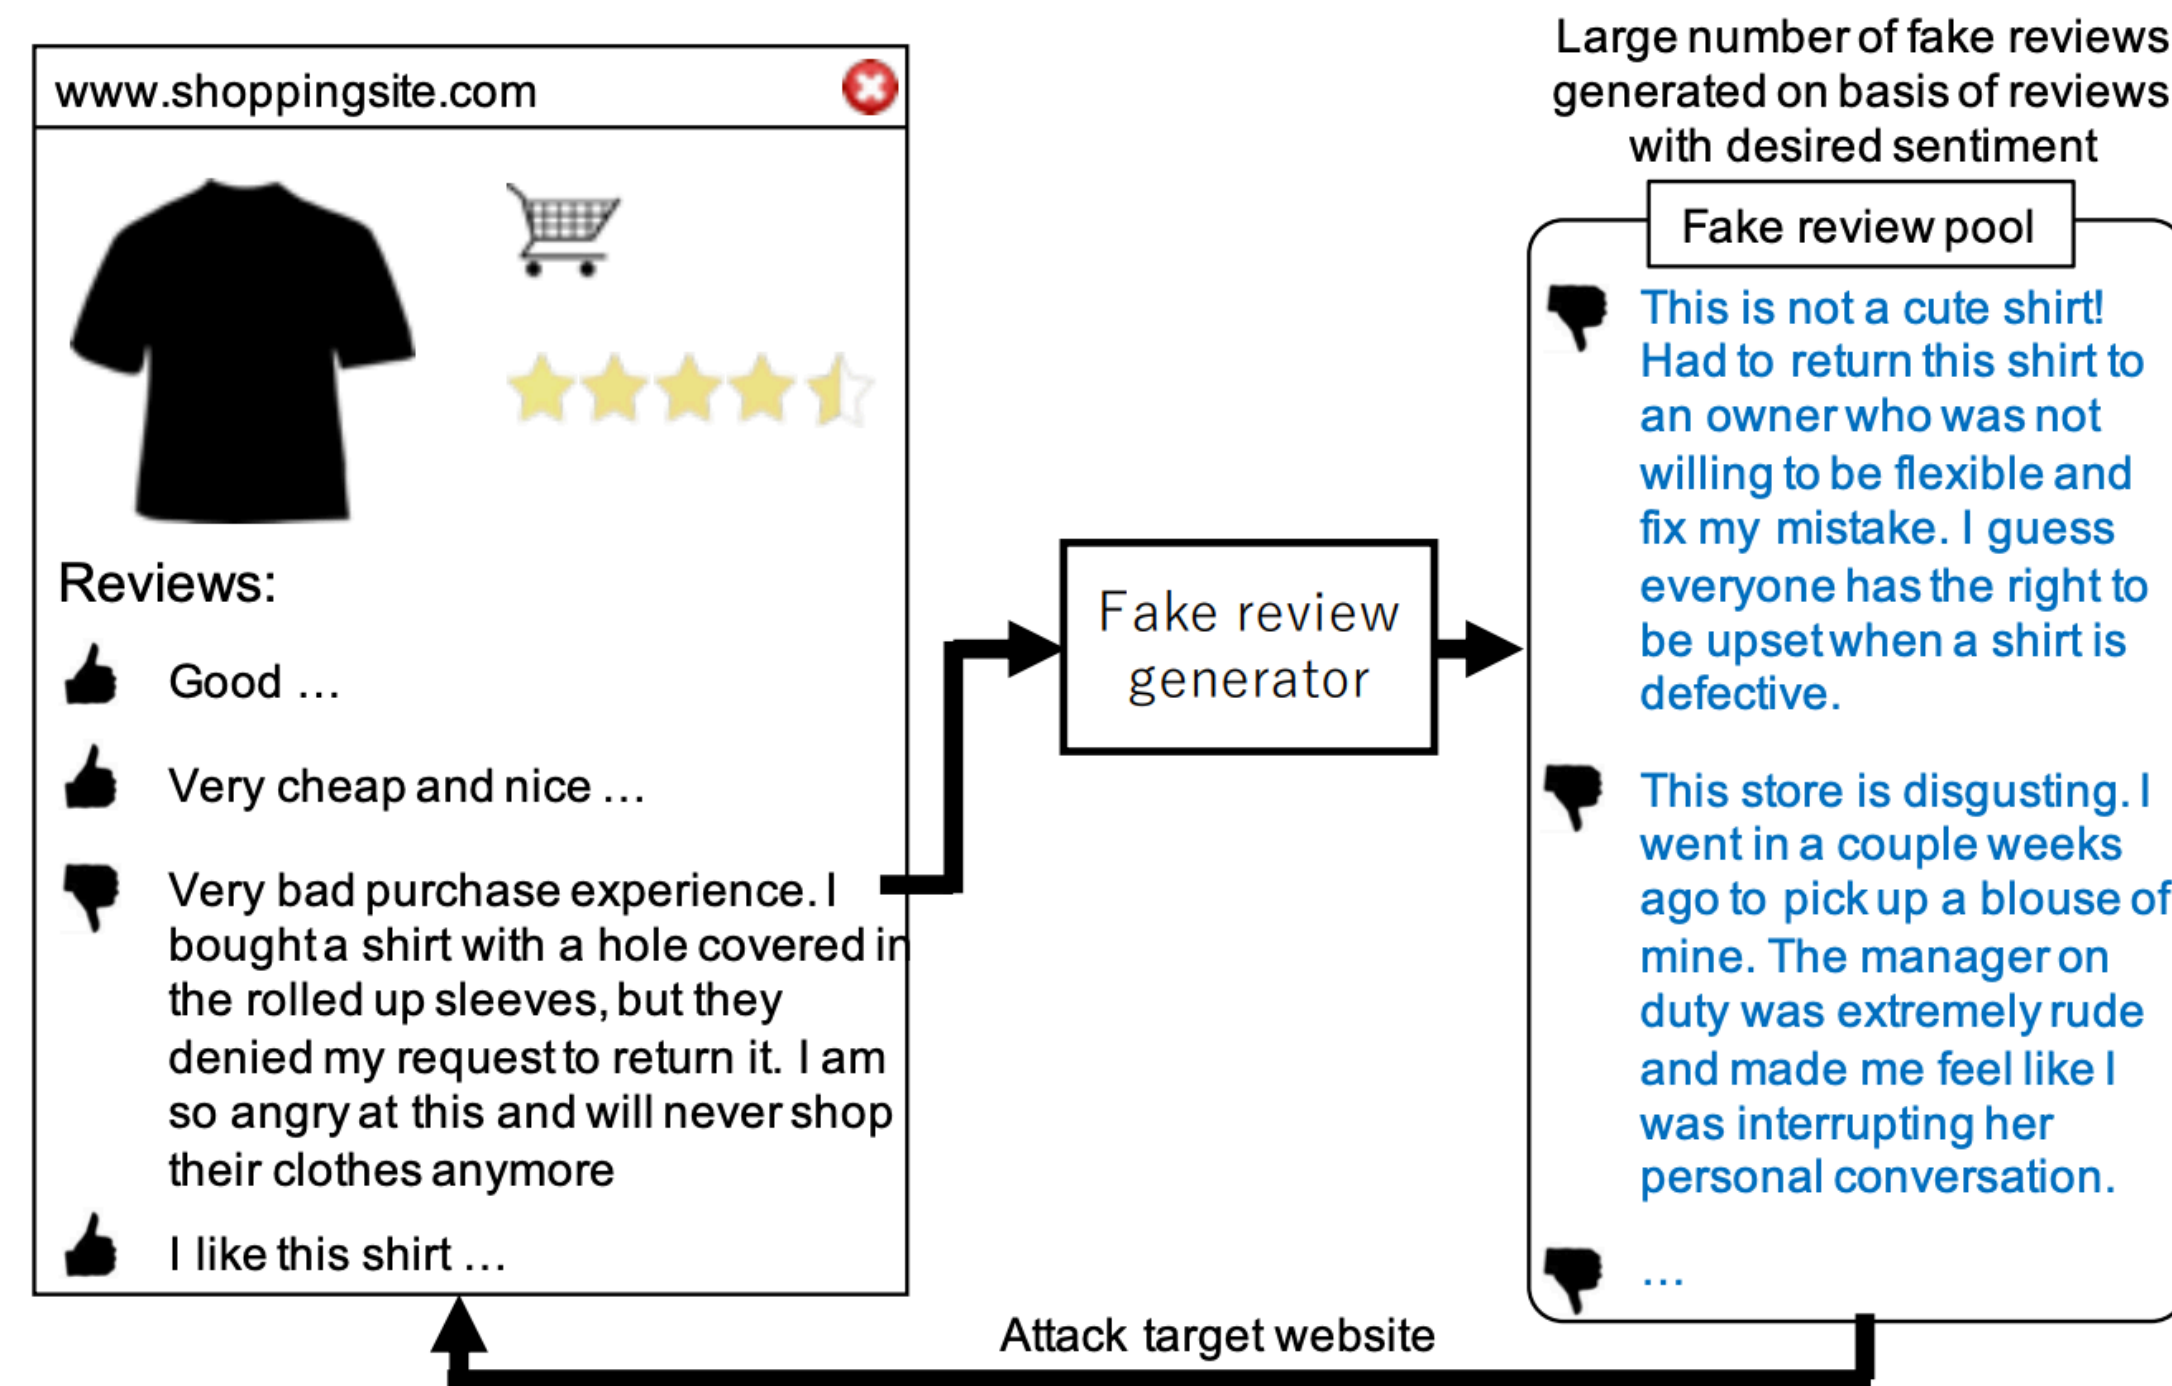 www.shoppingsite.com
Reviews:
Good ...
Very cheap and nice ...
Very bad purchase experience. I
bought a shirt with a hole covered in
the rolled up sleeves, but they
denied my request to return it. I am
so angry at this and will never shop
their clothes anymore
I like this shirt ...
Fake review
generator
Large number of fake reviews
generated on basis of reviews
with desired sentiment
Fake review pool
This is not a cute shirt!
Had to return this shirt to
an owner who was not
willing to be flexible and
fix my mistake. I guess
everyone has the right to
be upset when a shirt is
defective.
This store is disgusting. I
went in a couple weeks
ago to pick up a blouse of
mine. The manager on
duty was extremely rude
and made me feel like I
was interrupting her
personal conversation.
...
Attack target website